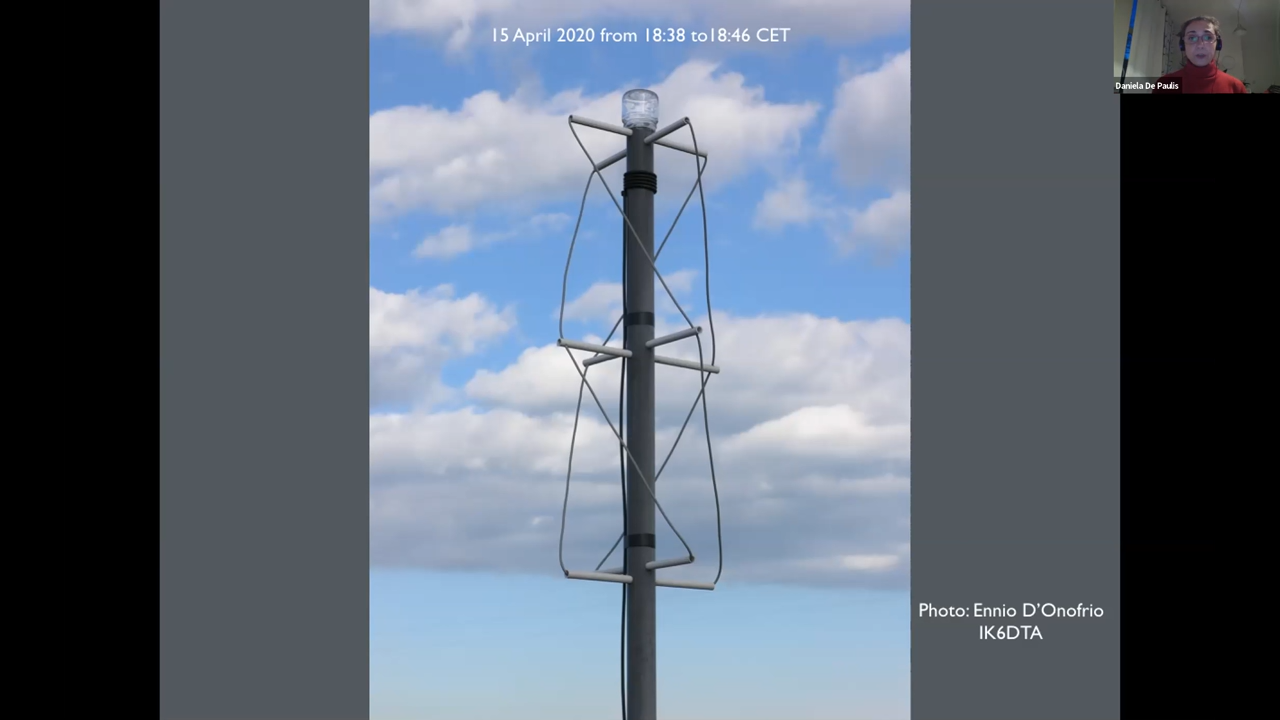 15 April 2020 from 18:38 to18:46 CET
Daniela De Paulis
Photo: Ennio D’Onofrio
IK6DTA